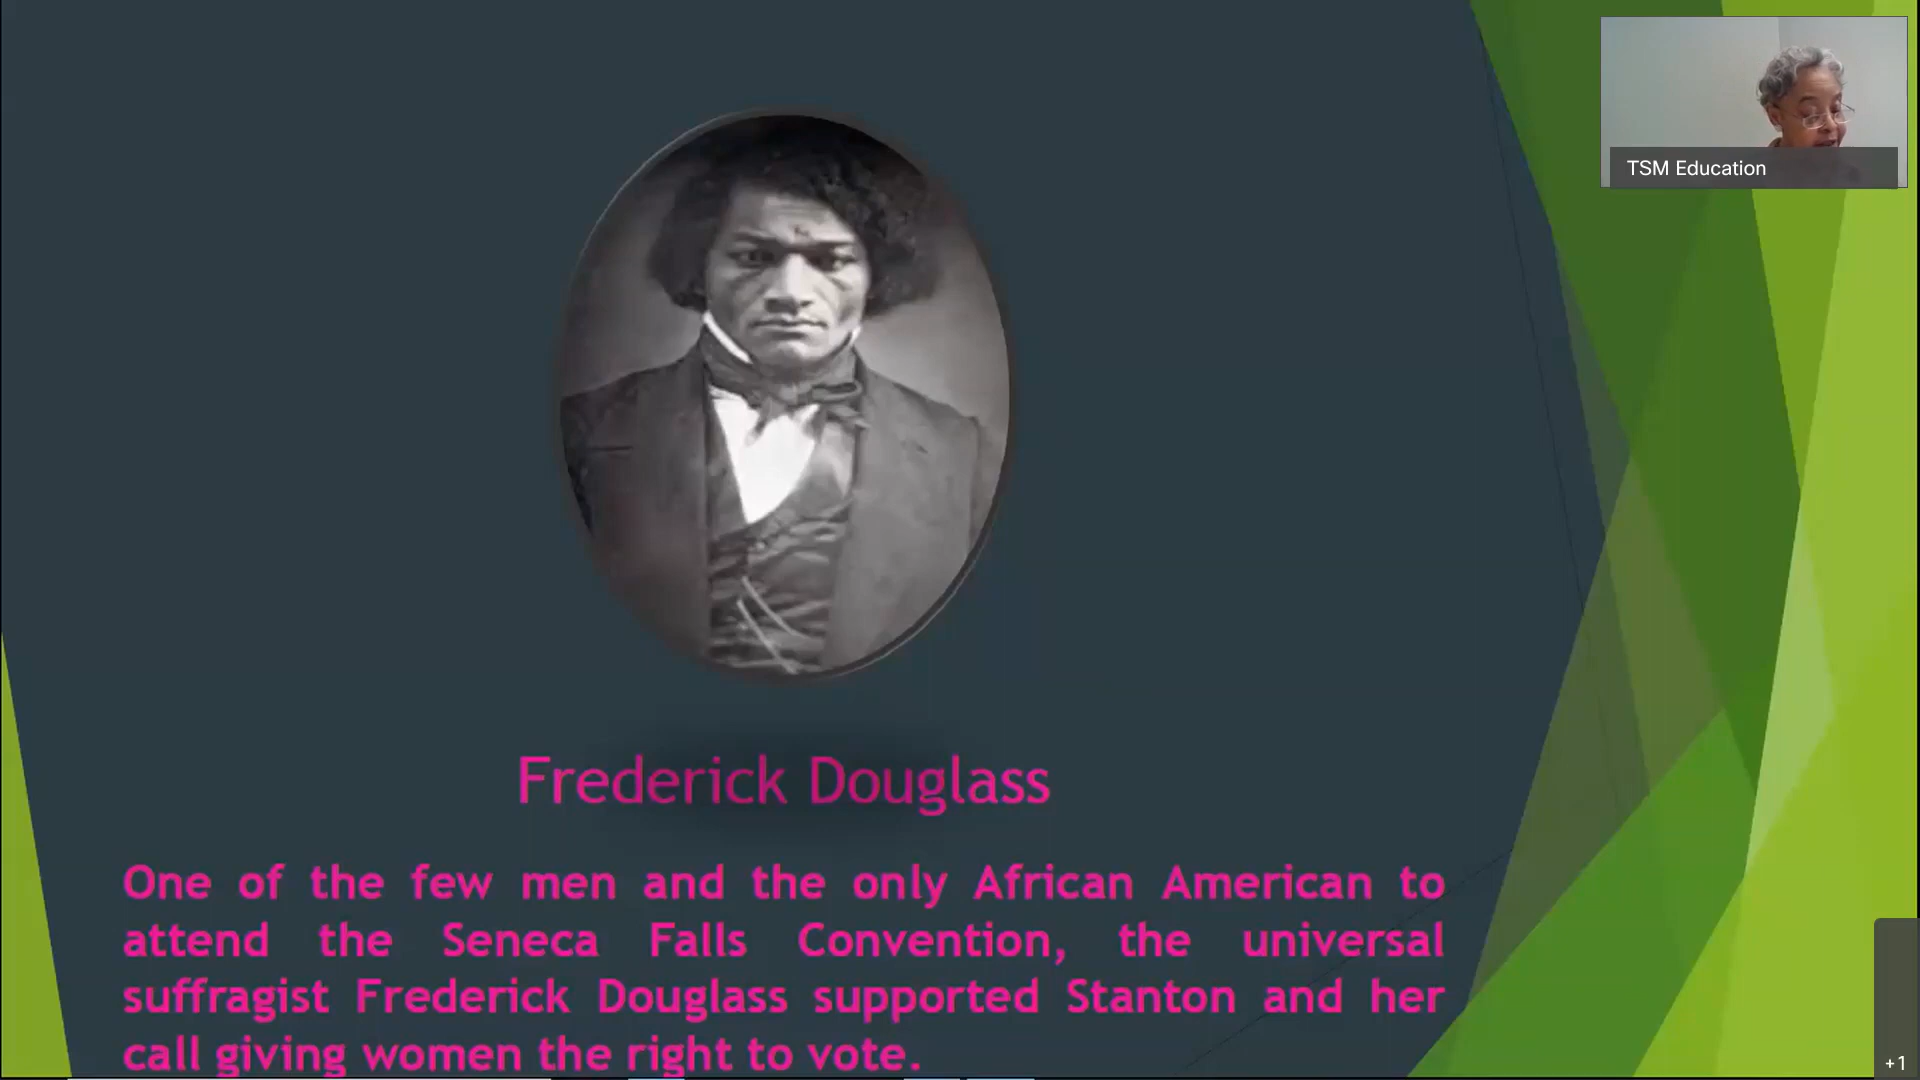 TSM Education
Frederick Douglass
One of the few men and the only African American to
attend the Seneca Falls Convention, the universal
suffragist Frederick Douglass supported Stanton and her
call giving women the right to vote.
+1